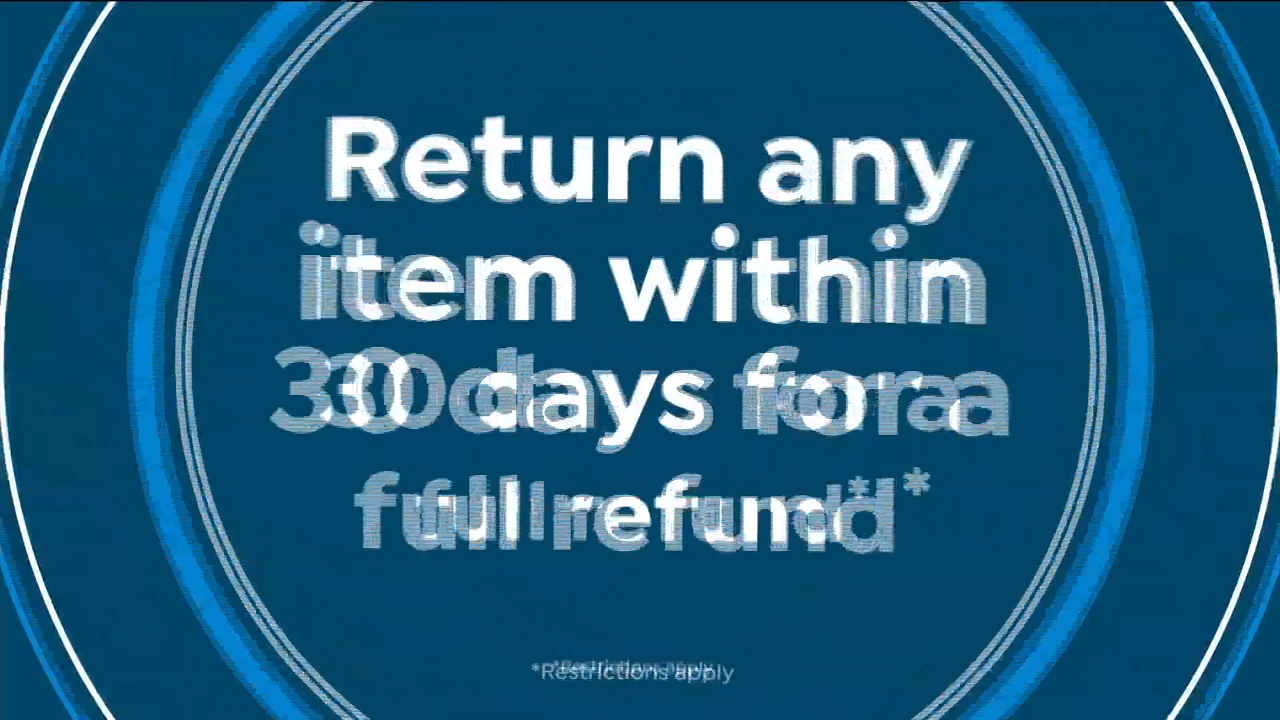 Return any
item within
30 days for a
full refund*
*Restrictions apply